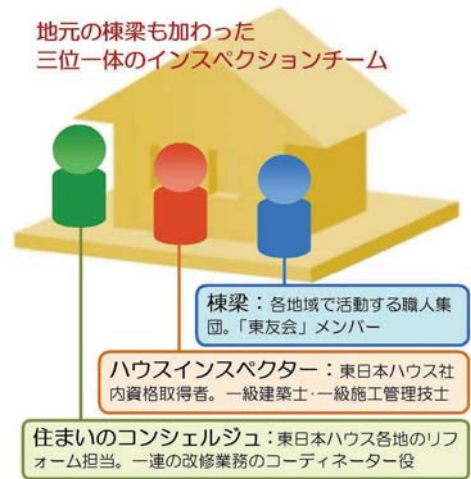 地元の棟梁も加わった
三位一体のインスペクションチーム
棟梁：各地域で活動する職人集
団。「東友会」メンバー
ハウスインスペクター：東日本ハウス社
内資格取得者。一級建築士・一級施工管理技士
住まいのコンシェルジュ：東日本ハウス各地のリフ
ォーム担当。一連の改修業務のコーディネーター役